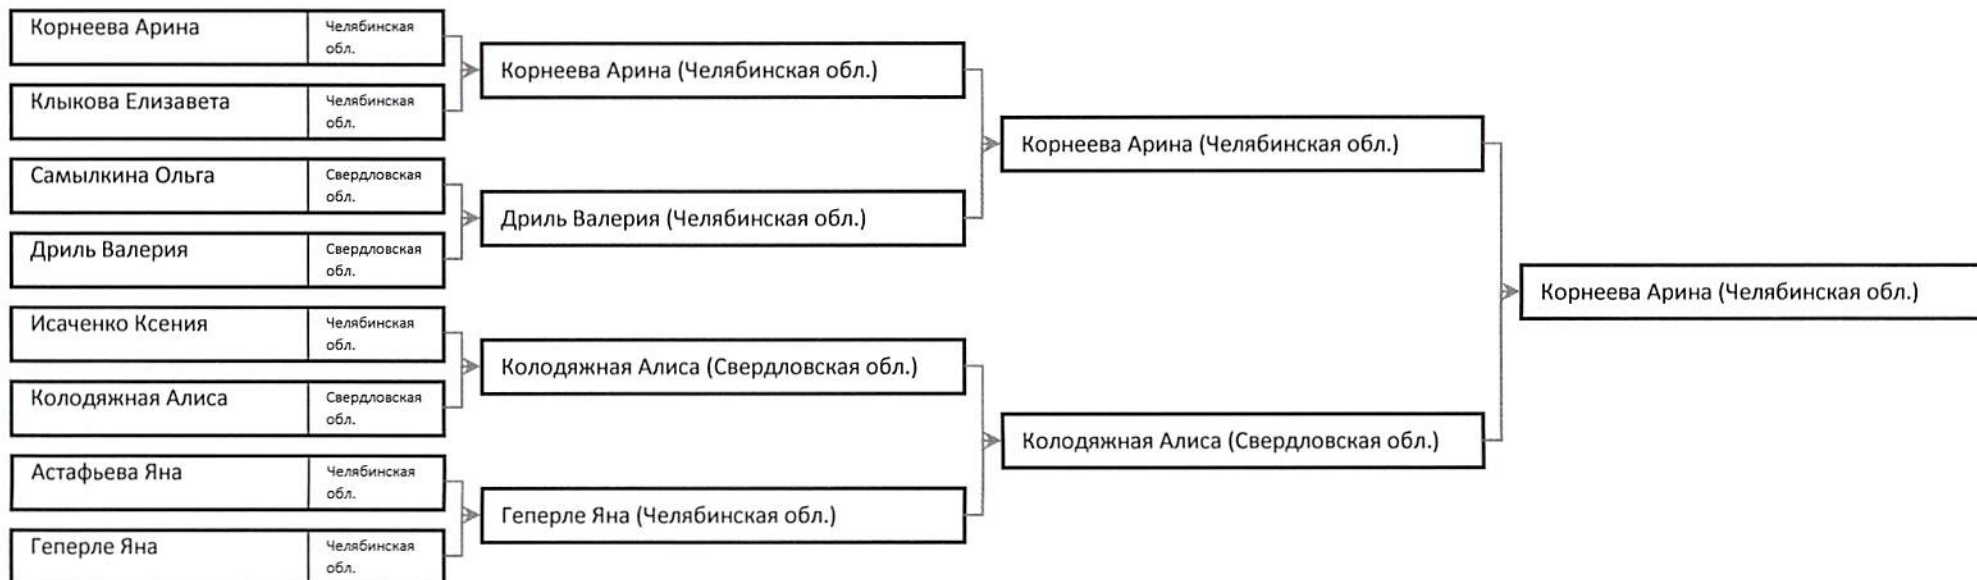 Корнеева Арина
Челябинская
обл.
Клыкова Елизавета
Челябинская
обл.
Самылкина Ольга
Свердловская
обл.
Дриль Валерия
Свердловская
обл.
Исаченко Ксения
Челябинская
обл.
Колодяжная Алиса
Свердловская
обл.
Астафьева Яна
Челябинская
обл.
Геперле Яна
Челябинская
обл.
Корнеева Арина (Челябинская обл.)
Дриль Валерия (Челябинская обл.)
Колодяжная Алиса (Свердловская обл.)
Геперле Яна (Челябинская обл.)
Корнеева Арина (Челябинская обл.)
Колодяжная Алиса (Свердловская обл.)
Корнеева Арина (Челябинская обл.)